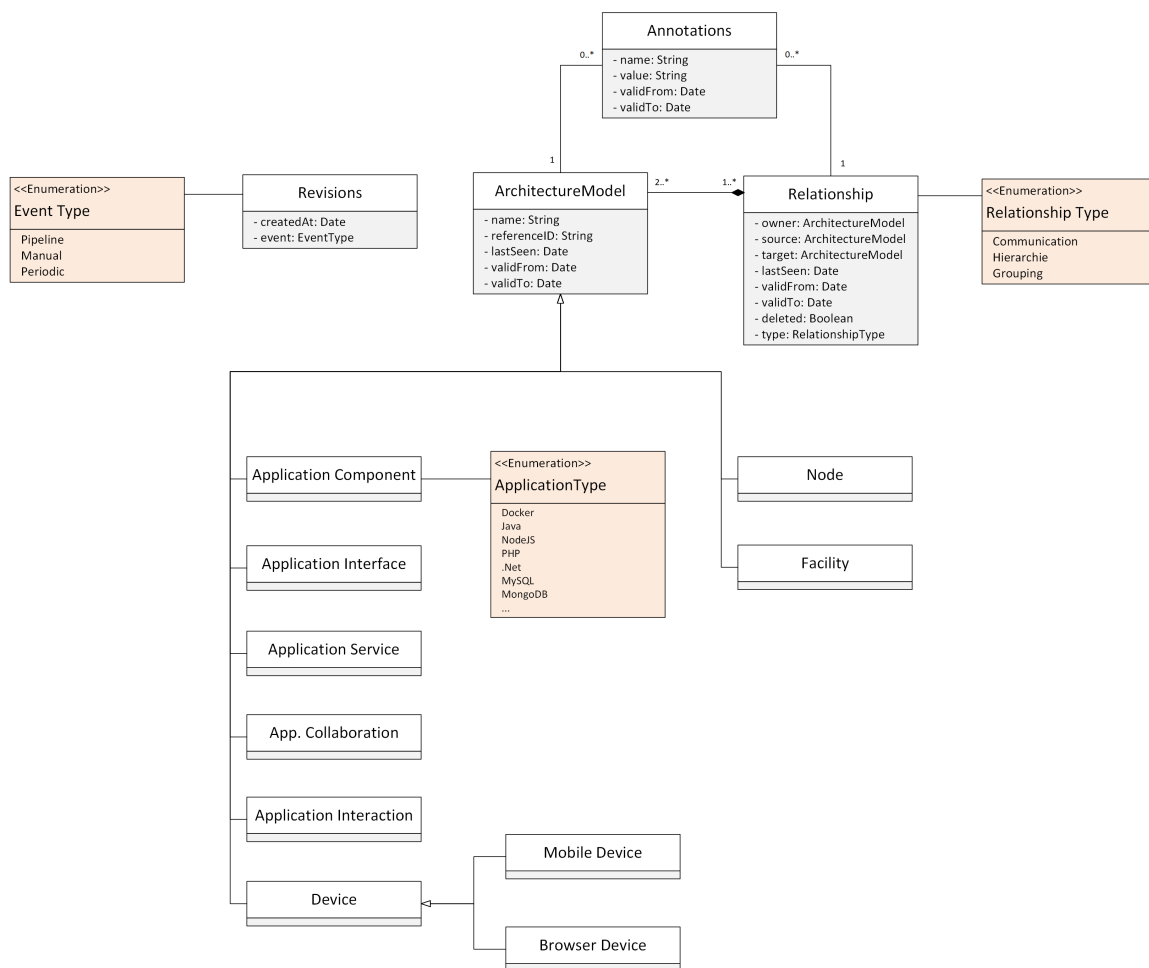 Annotations
- name: String
- value: String
- validFrom: Date
- validTo: Date
0..*
0..*
1
1
<<Enumeration>>
Event Type
Pipeline
Manual
Periodic
Revisions
- createdAt: Date
- event: EventType
ArchitectureModel
- name: String
- referenceID: String
- lastSeen: Date
- validFrom: Date
- validTo: Date
2..*
1..*
Relationship
- owner: ArchitectureModel
- source: ArchitectureModel
- target: ArchitectureModel
- lastSeen: Date
- validFrom: Date
- validTo: Date
- deleted: Boolean
- type: RelationshipType
<<Enumeration>>
Relationship Type
Communication
Hierarchie
Grouping
Application Component
<<Enumeration>>
ApplicationType
Docker
Java
NodeJS
PHP
.Net
MySQL
MongoDB
...
Node
Application Interface
Facility
Application Service
App. Collaboration
Application Interaction
Mobile Device
Device
Browser Device